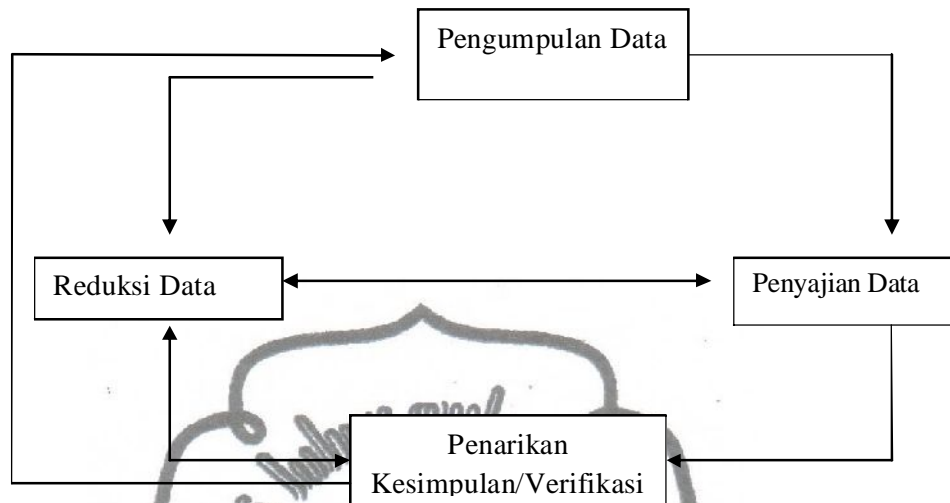 Pengumpulan Data
Reduksi Data
Penyajian Data
Penarikan
Kesimpulan/Verifikasi